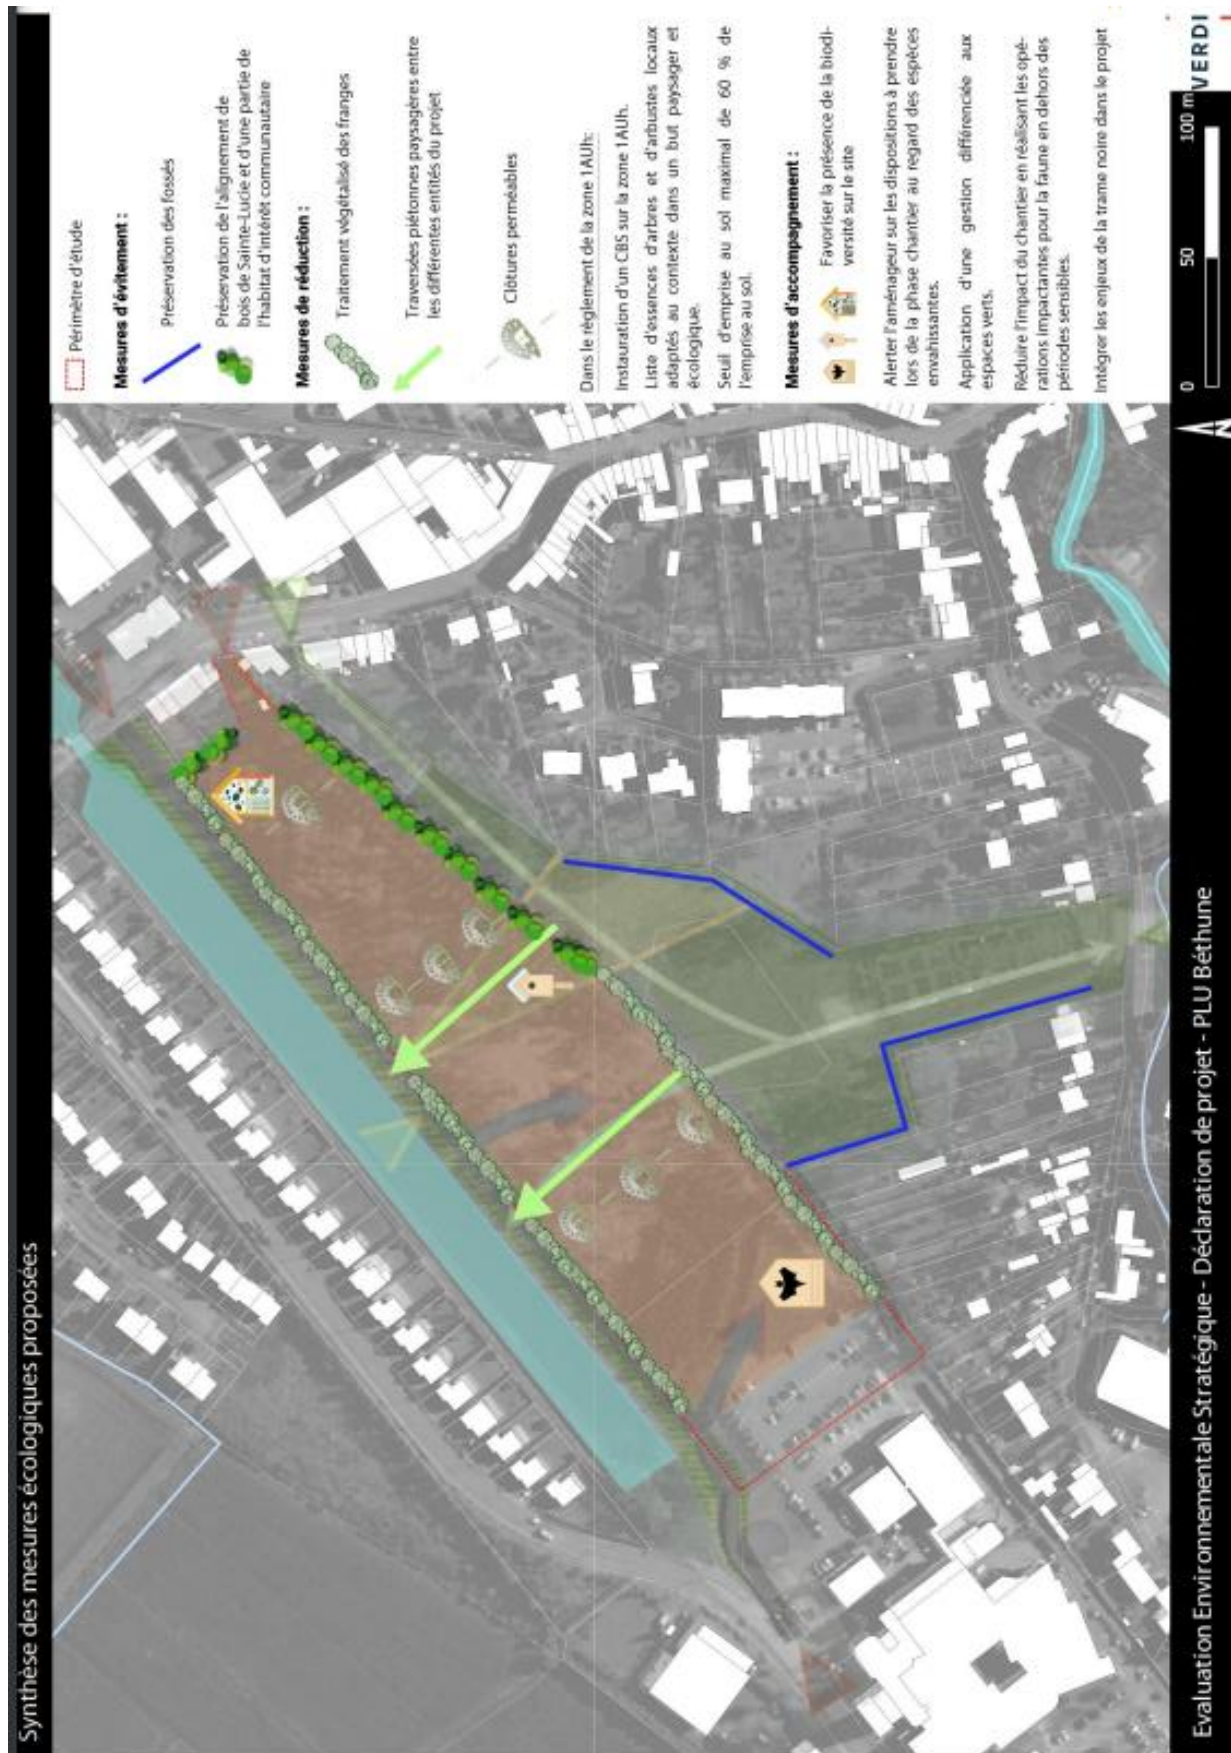 Synthèse des mesures écologiques proposées
Périmètre d'étude
Mesures d'évitement :
Préservation des fossés
Préservation de l'alignement de
bois de Sainte-Lucie et d'une partie de
l'habitat d'intérêt communautaire
Mesures de réduction :
Traitement végétalisé des franges
Traversées piétonnes paysagères entre
les différentes entités du projet
Clôtures perméables
Dans le règlement de la zone 1AUh:
Instauration d'un CBS sur la zone 1AUh.
Liste d'essences d'arbres et d'arbustes locaux
adaptés au contexte dans un but paysager et
écologique.
Seuil d'emprise au sol maximal de 60 % de
l'emprise au sol.
Mesures d'accompagnement :
Favoriser la présence de la biodi-
versité sur le site
Alerter l'aménageur sur les dispositions à prendre
lors de la phase chantier au regard des espèces
envahissantes.
Application d'une gestion différenciée aux
espaces verts.
Réduire l'impact du chantier en réalisant les opé-
rations impactantes pour la faune en dehors des
périodes sensibles.
Intégrer les enjeux de la trame noire dans le projet
Evaluation Environnementale Stratégique - Déclaration de projet - PLU Béthune
0 50 100 m
VERDI